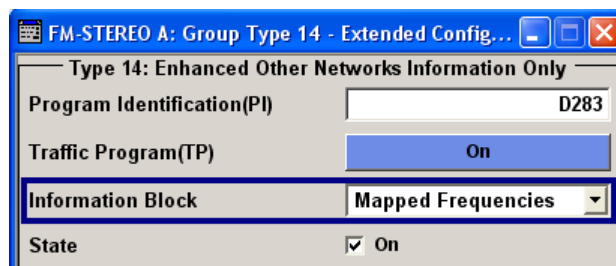 FM-STEREO A: Group Type 14 - Extended Config...
Type 14: Enhanced Other Networks Information Only
Program Identification(PI) D283
Traffic Program(TP) On
Information Block Mapped Frequencies
State On